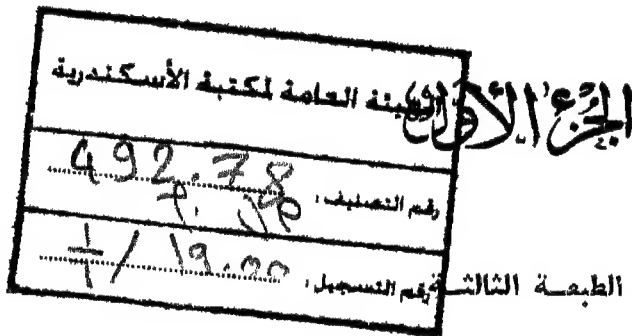 الهيئة العامة لمكتبة الأسكندرية
الجزء الأول
رقم التصنيف: 492.78
رقم التسجيل:
الطبعة الثالثة